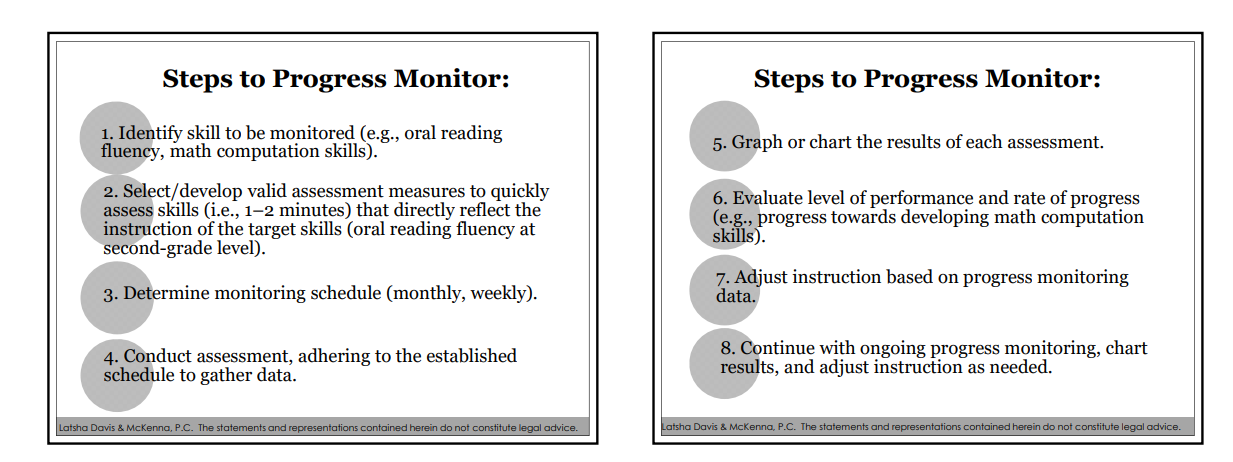 Steps to Progress Monitor:
1. Identify skill to be monitored (e.g., oral reading
fluency, math computation skills).
2. Select/develop valid assessment measures to quickly
assess skills (i.e., 1–2 minutes) that directly reflect the
instruction of the target skills (oral reading fluency at
second-grade level).
3. Determine monitoring schedule (monthly, weekly).
4. Conduct assessment, adhering to the established
schedule to gather data.
Latsha Davis & McKenna, P.C. The statements and representations contained herein do not constitute legal advice.
Steps to Progress Monitor:
5. Graph or chart the results of each assessment.
6. Evaluate level of performance and rate of progress
(e.g., progress towards developing math computation
skills).
7. Adjust instruction based on progress monitoring
data.
8. Continue with ongoing progress monitoring, chart
results, and adjust instruction as needed.
Latsha Davis & McKenna, P.C. The statements and representations contained herein do not constitute legal advice.